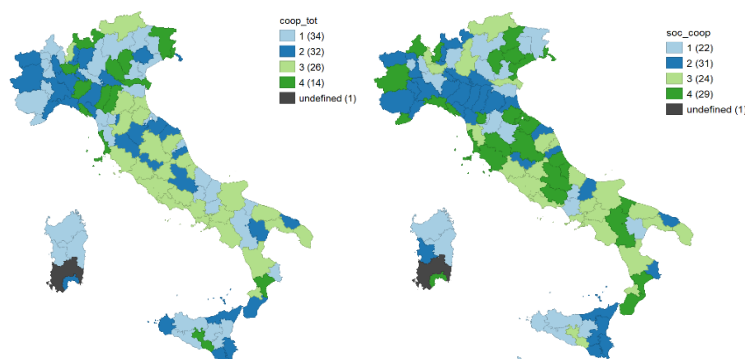 coop_tot
1 (34)
2 (32)
3 (26)
4 (14)
undefined (1)
soc_coop
1 (22)
2 (31)
3 (24)
4 (29)
undefined (1)